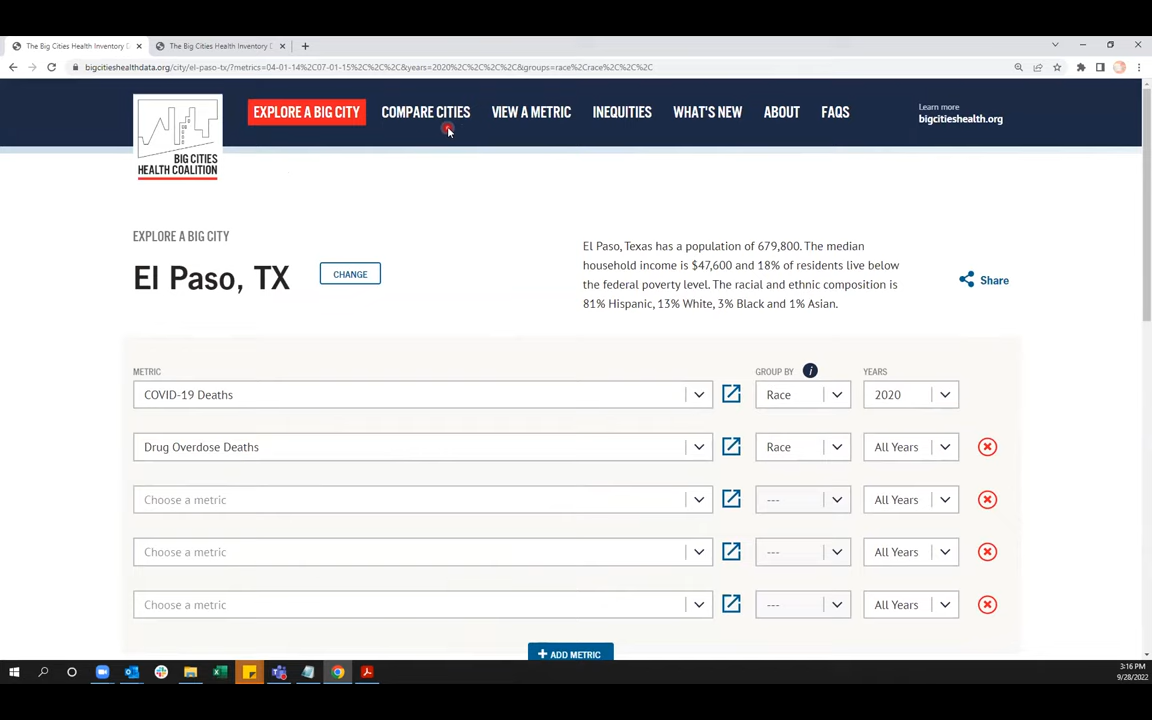 The Big Cities Health Inventory D
The Big Cities Health Inventory D
bigcitieshealthdata.org/city/el-paso-tx/?metrics=04-01-14%2C07-01-15%2C%2C%2C&years=2020%2C%2C%2C%2C&groups=race%2Crace%2C%2C%2C
EXPLORE A BIG CITY
COMPARE CITIES
VIEW A METRIC
INEQUITIES
WHAT'S NEW
ABOUT
FAQS
Learn more
bigcitieshealth.org
BIG CITIES
HEALTH COALITION
EXPLORE A BIG CITY
El Paso, TX
CHANGE
El Paso, Texas has a population of 679,800. The median
household income is $47,600 and 18% of residents live below
the federal poverty level. The racial and ethnic composition is
81% Hispanic, 13% White, 3% Black and 1% Asian.
Share
METRIC
GROUP BY
i
YEARS
COVID-19 Deaths
Race
2020
Drug Overdose Deaths
Race
All Years
Choose a metric
---
All Years
Choose a metric
---
All Years
Choose a metric
---
All Years
+ ADD METRIC
3:16 PM
9/28/2022